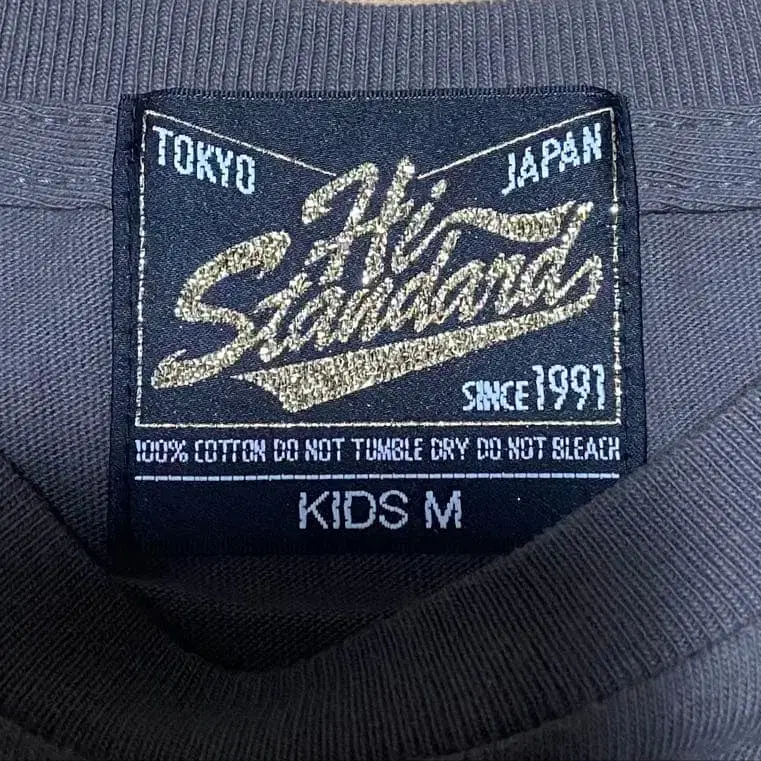 TOKYO JAPAN
Hi
Standard
SINCE 1991
100% COTTON DO NOT TUMBLE DRY DO NOT BLEACH
KIDS M